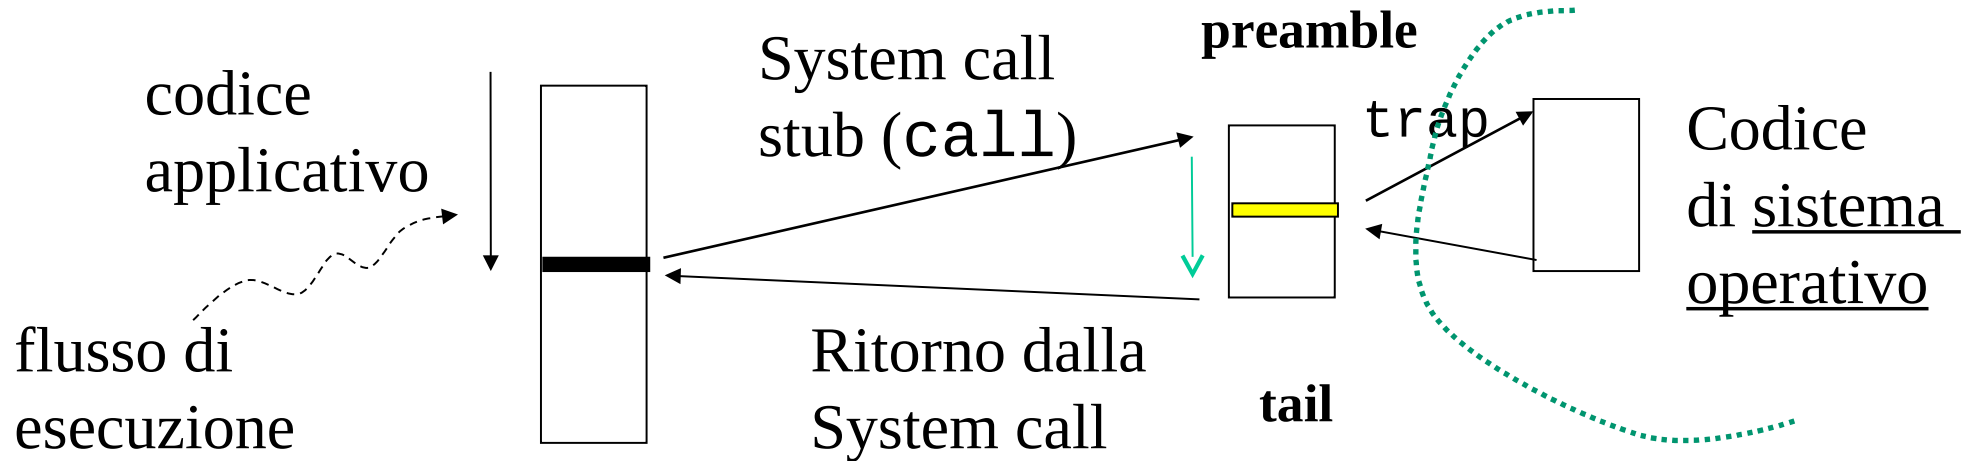 codice
applicativo
flusso di
esecuzione
System call
stub (call)
Ritorno dalla
System call
preamble
tail
trap
Codice
di sistema
operativo